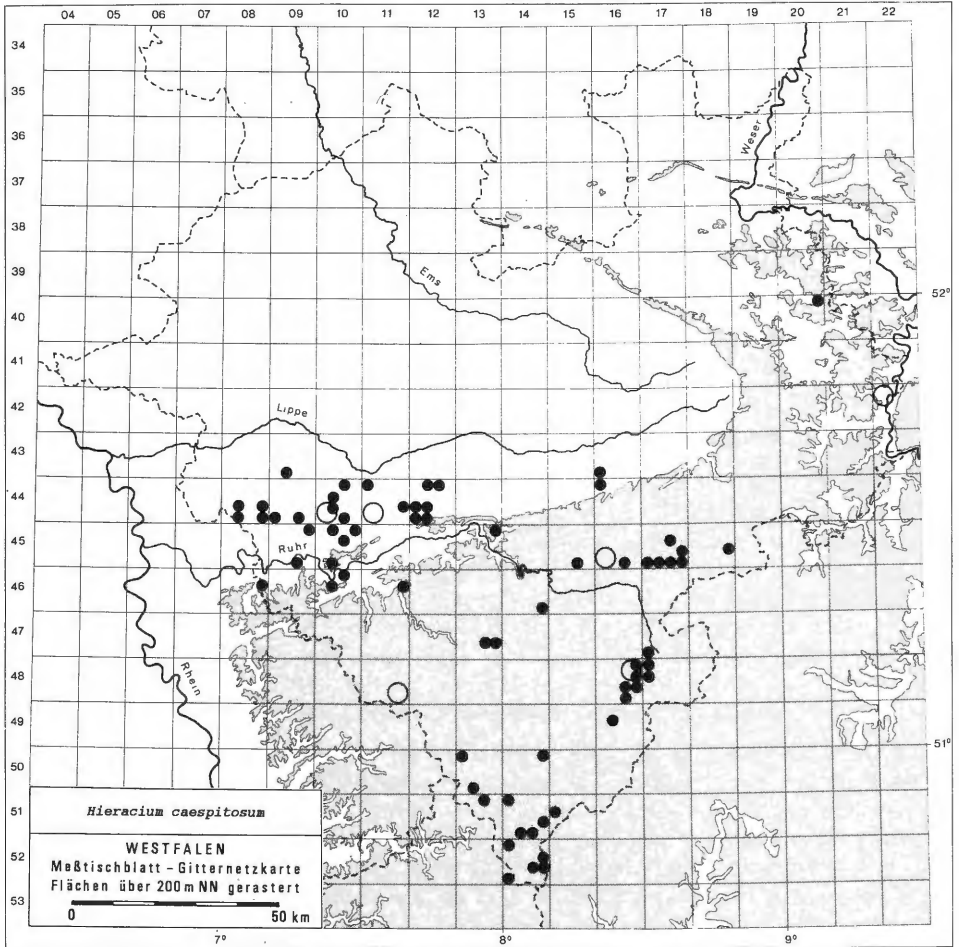 04 05 06 07 08 09 10 11 12 13 14 15 16 17 18 19 20 21 22
34
35
36
37
38
39
40
41
42
43
44
45
46
47
48
49
50
51
52
53
Weser
Ems
52°
Lippe
Ruhr
Rhein
51°
Hieracium caespitosum
WESTFALEN
Meßtischblatt – Gitternetzkarte
Flächen über 200 m NN gerastert
0 50 km
7° 8° 9°